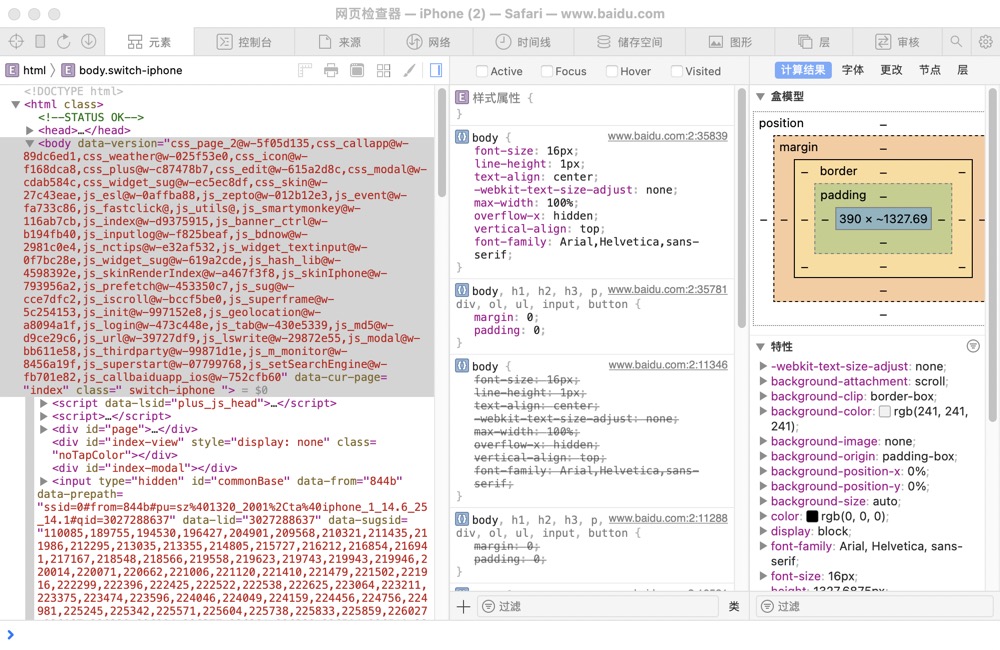 网页检查器 — iPhone (2) — Safari — www.baidu.com
元素 控制台 来源 网络 时间线 储存空间 图形 层 审核
E html 〉 E body.switch-iphone
Active Focus Hover Visited
计算结果 字体 更改 节点 层
<!DOCTYPE html>
<html class>
<!--STATUS OK-->
<head>…</head>
<body data-version="css_page_2@w-5f05d135,css_callapp@w-
89dc6ed1,css_weather@w-025f53e0,css_icon@w-
f168dca8,css_plus@w-c87478b7,css_edit@w-615a2d8c,css_modal@w-
cdab584c,css_widget_sug@w-ec5ec8df,css_skin@w-
27c43eae,js_esl@w-0affba88,js_zepto@w-012b12e3,js_event@w-
fa733c86,js_fastclick@,js_utils@,js_smartymonkey@w-
116ab7cb,js_index@w-d9375915,js_banner_ctrl@w-
b194fb40,js_inputlog@w-f825beaf,js_bdnow@w-
2981c0e4,js_nctips@w-e32af532,js_widget_textinput@w-
0f7bc28e,js_widget_sug@w-619a2cde,js_hash_lib@w-
4598392e,js_skinRenderIndex@w-a467f3f8,js_skinIphone@w-
793956a2,js_prefetch@w-453350c7,js_sug@w-
cce7dfc2,js_iscroll@w-bccf5be0,js_superframe@w-
5c254153,js_init@w-997152e8,js_geolocation@w-
a8094a1f,js_login@w-473c448e,js_tab@w-430e5339,js_md5@w-
d9ce29c6,js_url@w-39727df9,js_lswrite@w-29872e55,js_modal@w-
bb611e58,js_thirdparty@w-99871d1e,js_m_monitor@w-
8456a19f,js_superstart@w-07799768,js_setSearchEngine@w-
fb701e82,js_callbaiduapp_ios@w-752cfb60" data-cur-page=
"index" class=" switch-iphone "> = $0
<script data-lsid="plus_js_head">…</script>
<script>…</script>
<div id="page">…</div>
<div id="index-view" style="display: none" class=
"noTapColor"></div>
<div id="index-modal"></div>
<input type="hidden" id="commonBase" data-from="844b"
data-prepath=
"ssid=0#from=844b#pu=sz%401320_2001%2Cta%40iphone_1_14.6_25
_14.1#qid=3027288637" data-lid="3027288637" data-sugsid=
"110085,189755,194530,196427,204901,209568,210321,211435,21
1986,212295,213035,213355,214805,215727,216212,216854,21694
1,217167,218548,218566,219558,219623,219743,219943,219946,2
20014,220071,220662,221006,221120,221410,221479,221502,2219
16,222299,222396,222425,222522,222538,222625,223064,223211,
223375,223474,223596,224046,224049,224159,224456,224756,224
981,225245,225342,225571,225604,225738,225833,225859,226027
E 样式属性 {
}
body { www.baidu.com:2:35839
font-size: 16px;
line-height: 1px;
text-align: center;
-webkit-text-size-adjust: none;
max-width: 100%;
overflow-x: hidden;
vertical-align: top;
font-family: Arial,Helvetica,sans-
serif;
}
body, h1, h2, h3, p, www.baidu.com:2:35781
div, ol, ul, input, button {
margin: 0;
padding: 0;
}
body { www.baidu.com:2:11346
font-size: 16px;
line-height: 1px;
text-align: center;
-webkit-text-size-adjust: none;
max-width: 100%;
overflow-x: hidden;
vertical-align: top;
font-family: Arial,Helvetica,sans-
serif;
}
body, h1, h2, h3, p, www.baidu.com:2:11288
div, ol, ul, input, button {
margin: 0;
padding: 0;
}
过滤 类
盒模型
position –
margin –
border –
padding –
390 × ~1327.69
特性
-webkit-text-size-adjust: none;
background-attachment: scroll;
background-clip: border-box;
background-color: rgb(241, 241,
241);
background-image: none;
background-origin: padding-box;
background-position-x: 0%;
background-position-y: 0%;
background-size: auto;
color: rgb(0, 0, 0);
display: block;
font-family: Arial, Helvetica, sans-
serif;
font-size: 16px;
height: 1327.6875px;
过滤